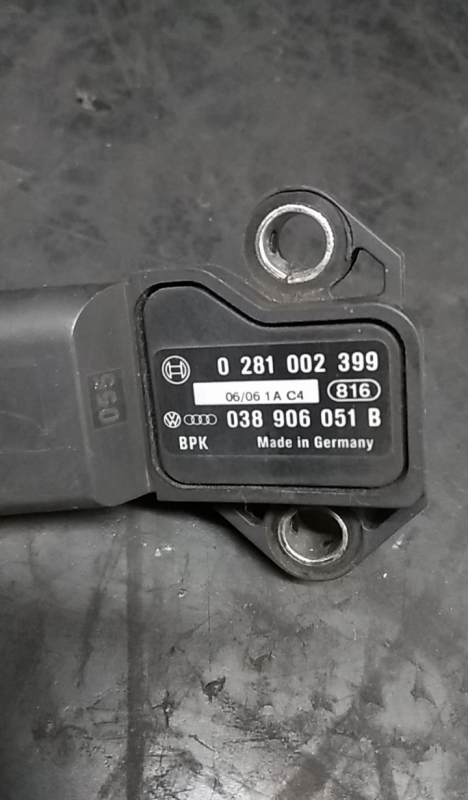 0 281 002 399
06/06 1A C4 816
038 906 051 B
BPK Made in Germany